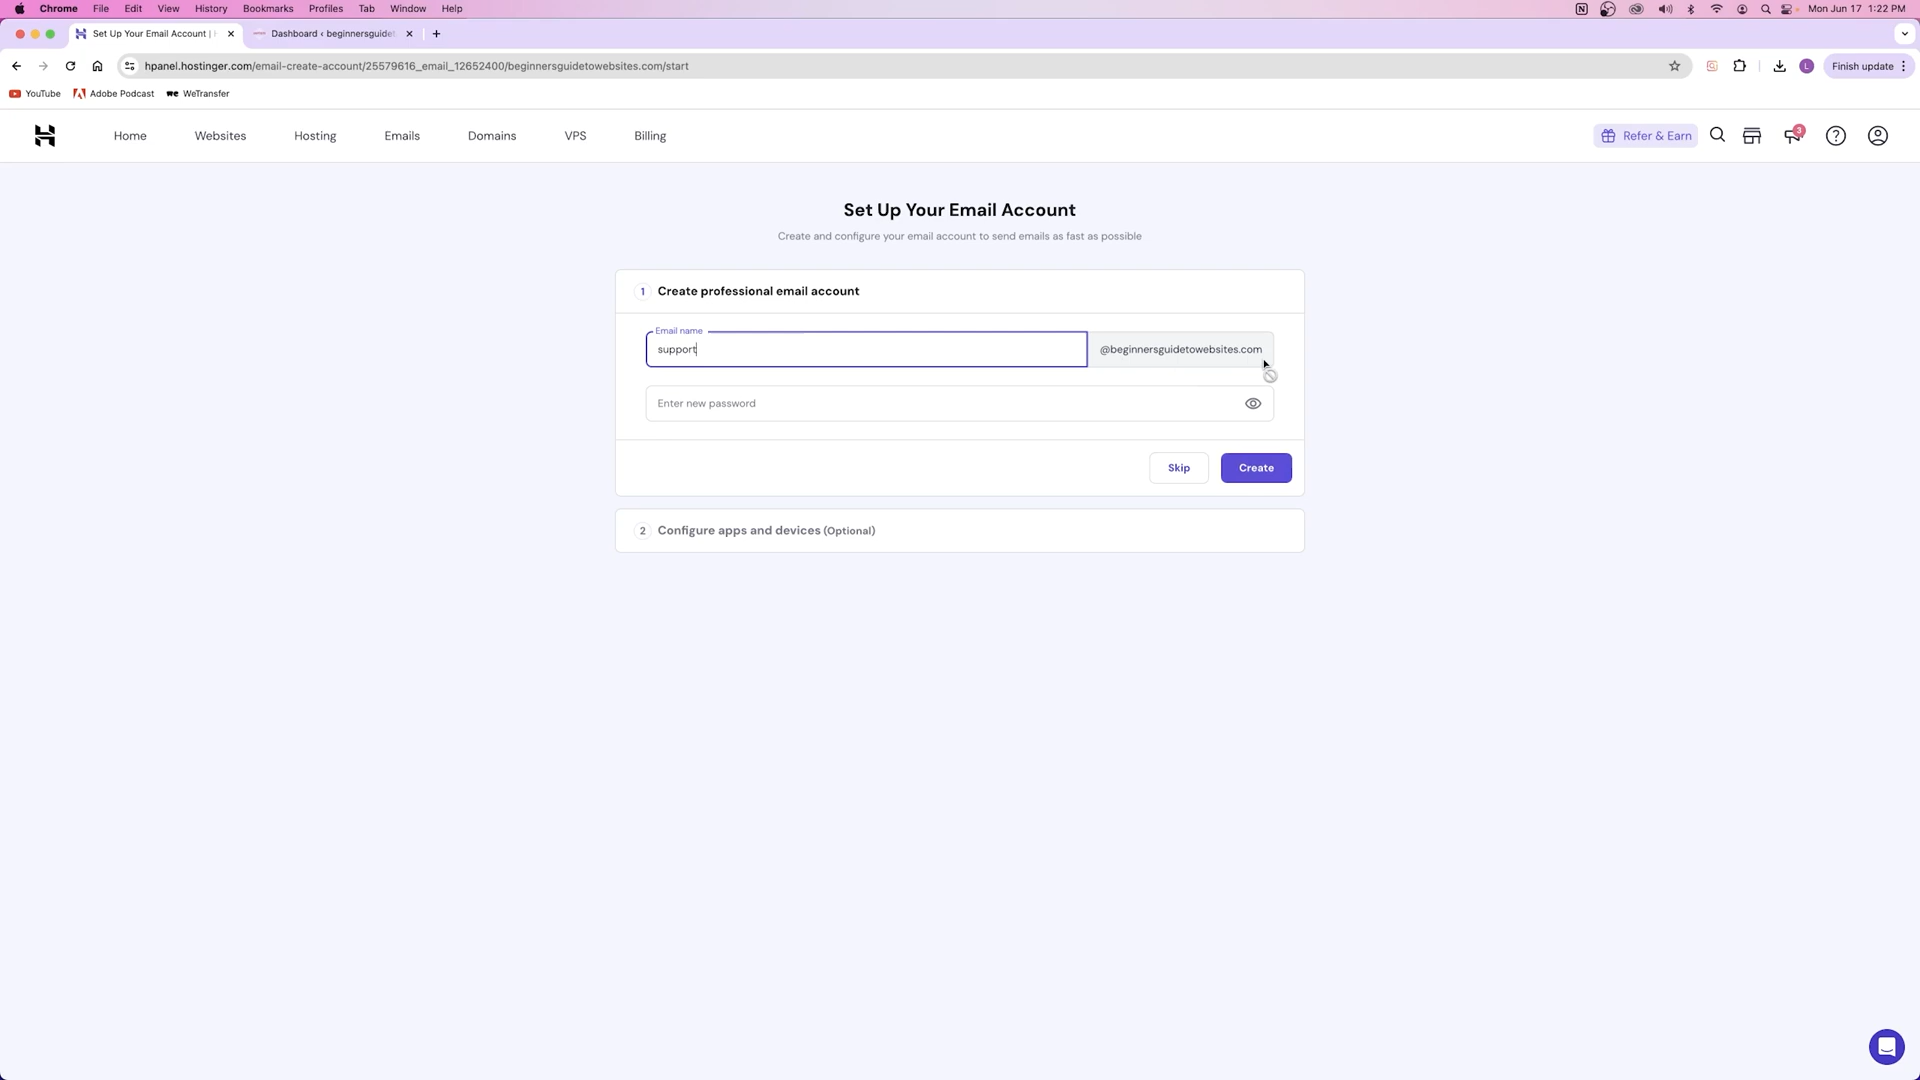 Chrome File Edit View History Bookmarks Profiles Tab Window Help Mon Jun 17 1:22 PM
Set Up Your Email Account | Dashboard ‹ beginnersguidet
hpanel.hostinger.com/email-create-account/25579616_email_12652400/beginnersguidetowebsites.com/start L Finish update
YouTube Adobe Podcast WeTransfer
Home Websites Hosting Emails Domains VPS Billing Refer & Earn 3
Set Up Your Email Account
Create and configure your email account to send emails as fast as possible
1 Create professional email account
Email name
support @beginnersguidetowebsites.com
Enter new password
Skip Create
2 Configure apps and devices (Optional)